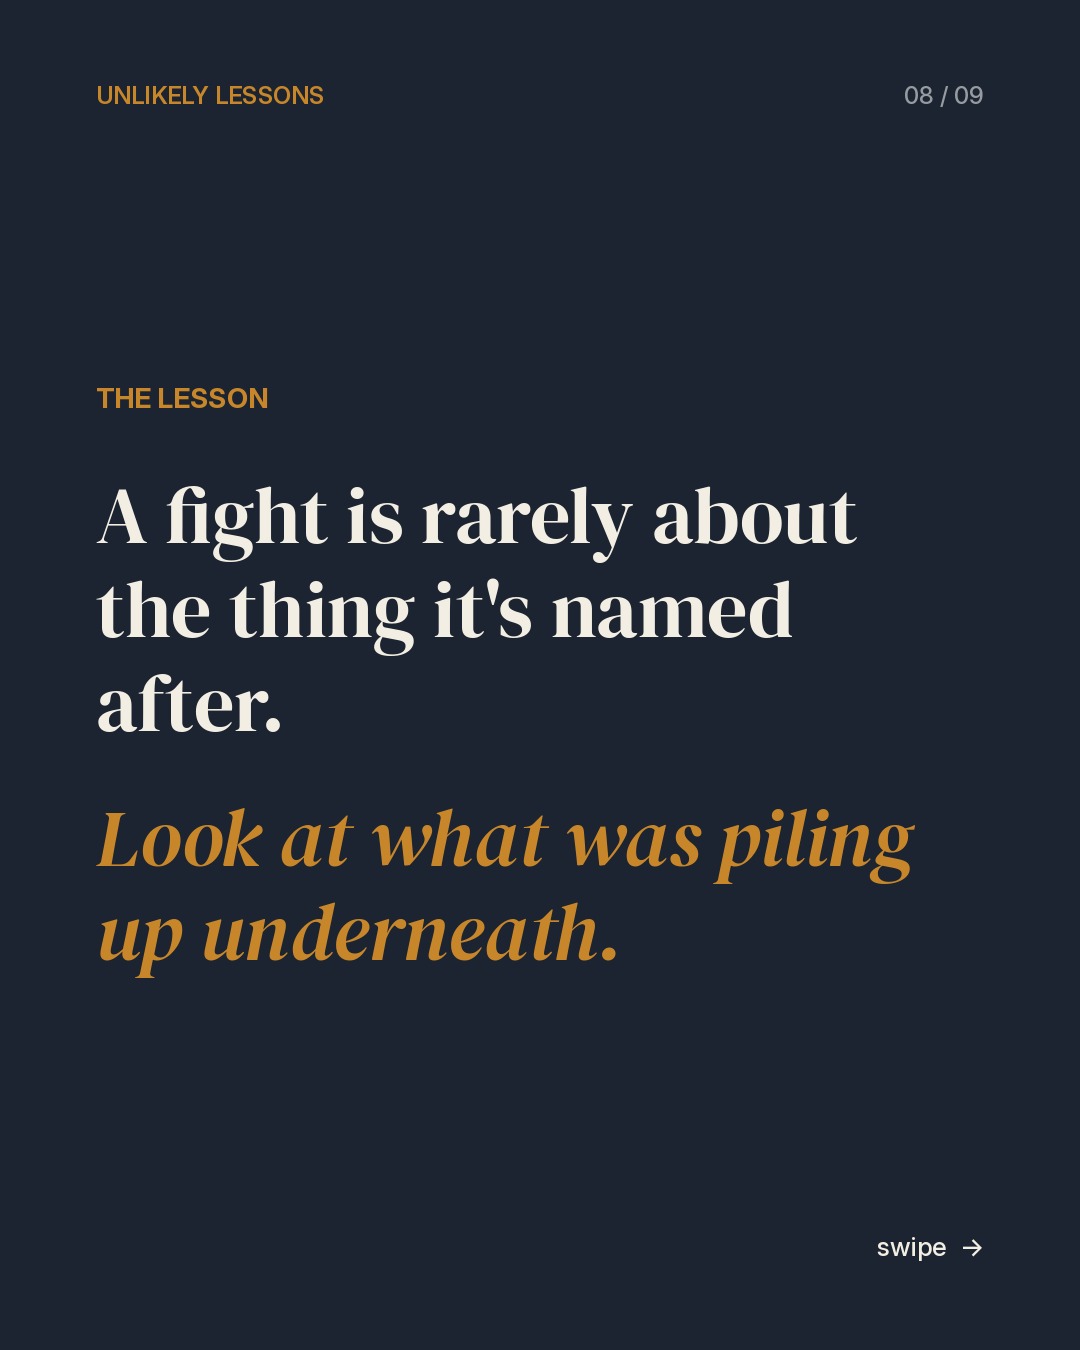 UNLIKELY LESSONS
08 / 09
THE LESSON
A fight is rarely about
the thing it's named
after.
Look at what was piling
up underneath.
swipe →